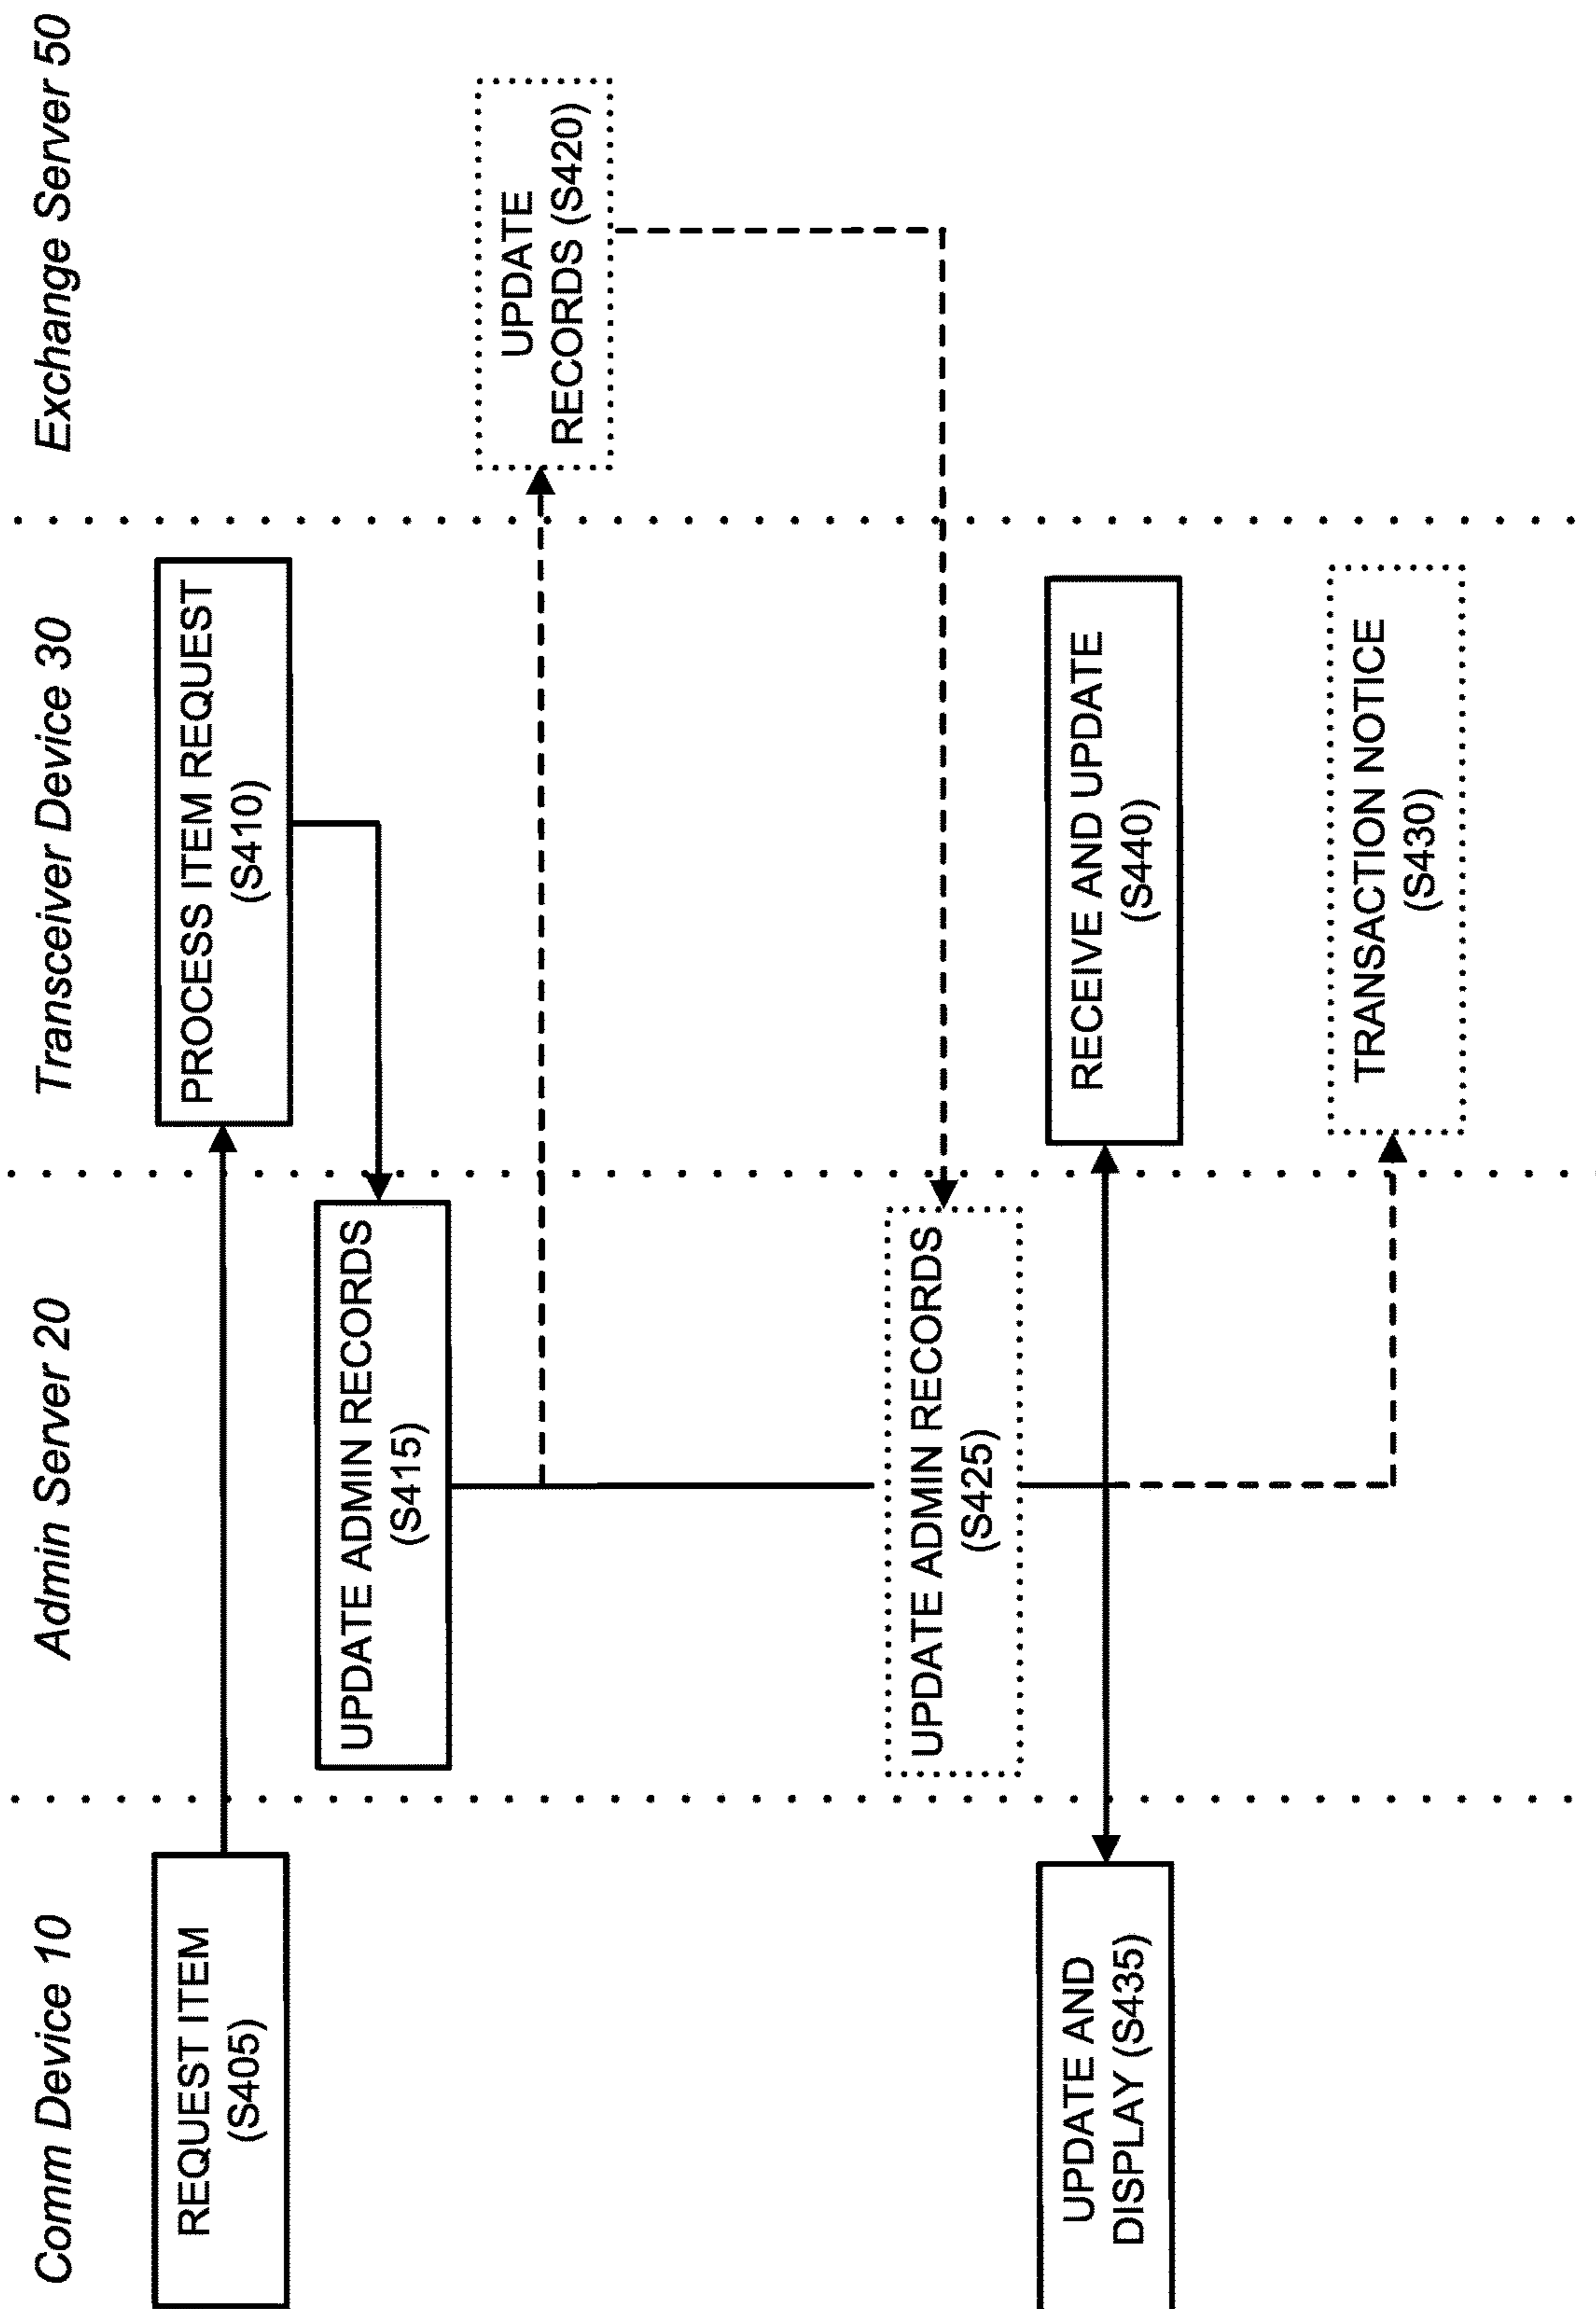 Comm Device 10
Admin Server 20
Transceiver Device 30
Exchange Server 50
REQUEST ITEM
(S405)
PROCESS ITEM REQUEST
(S410)
UPDATE ADMIN RECORDS
(S415)
UPDATE
RECORDS (S420)
UPDATE ADMIN RECORDS
(S425)
UPDATE AND
DISPLAY (S435)
RECEIVE AND UPDATE
(S440)
TRANSACTION NOTICE
(S430)